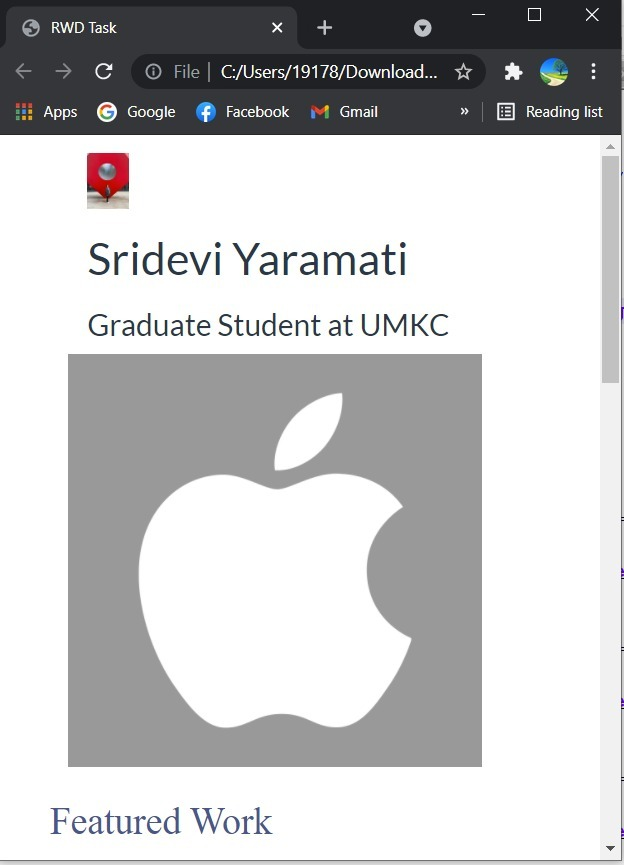 RWD Task
File
C:/Users/19178/Download...
Apps
Google
Facebook
Gmail
»
Reading list
Sridevi Yaramati
Graduate Student at UMKC
Featured Work